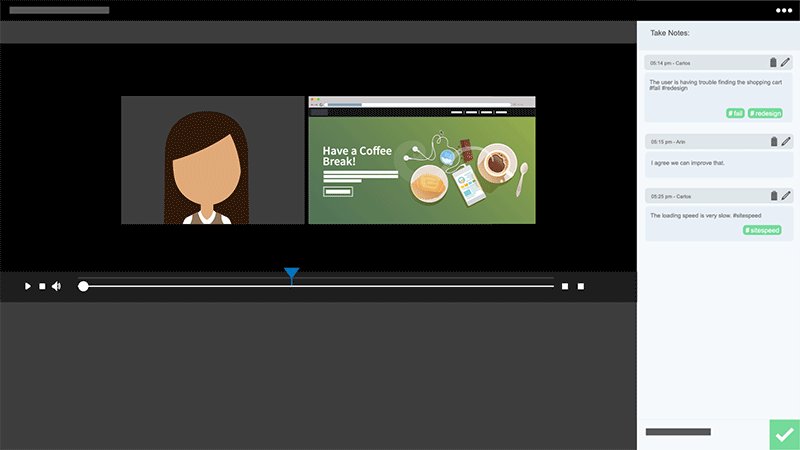 Take Notes:
05:14 pm - Carlos
The user is having trouble finding the shopping cart
#fail #redesign
# fail # redesign
05:15 pm - Arin
I agree we can improve that.
05:25 pm - Carlos
The loading speed is very slow. #sitespeed
# sitespeed
Have a Coffee
Break!